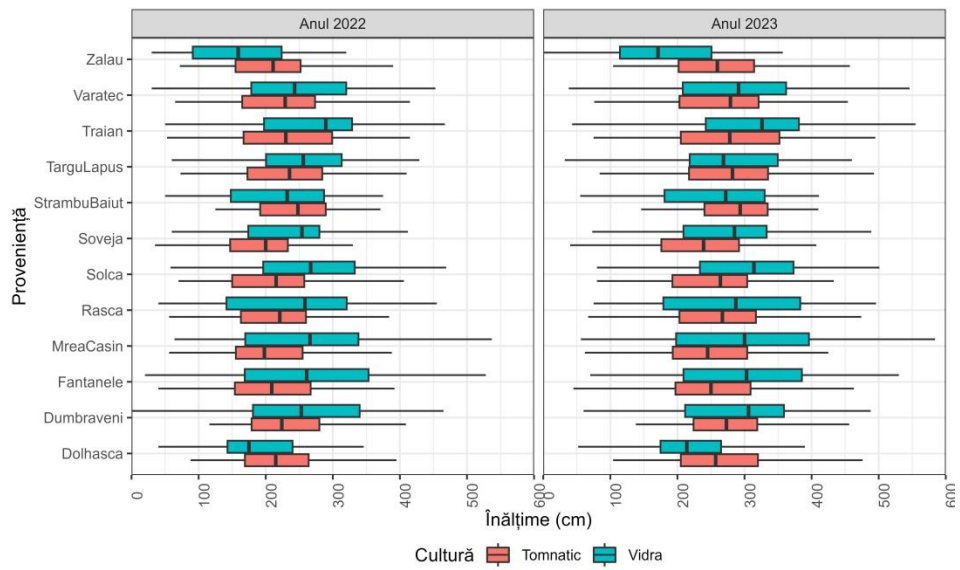 Anul 2022 Anul 2023
Zalau
Varatec
Traian
TarguLapus
StrambuBaiut
Soveja
Solca
Rasca
MreaCasin
Fantanele
Dumbraveni
Dolhasca
Proveniență
0 100 200 300 400 500 600 0 100 200 300 400 500 600
Înălțime (cm)
Cultură Tomnatic Vidra